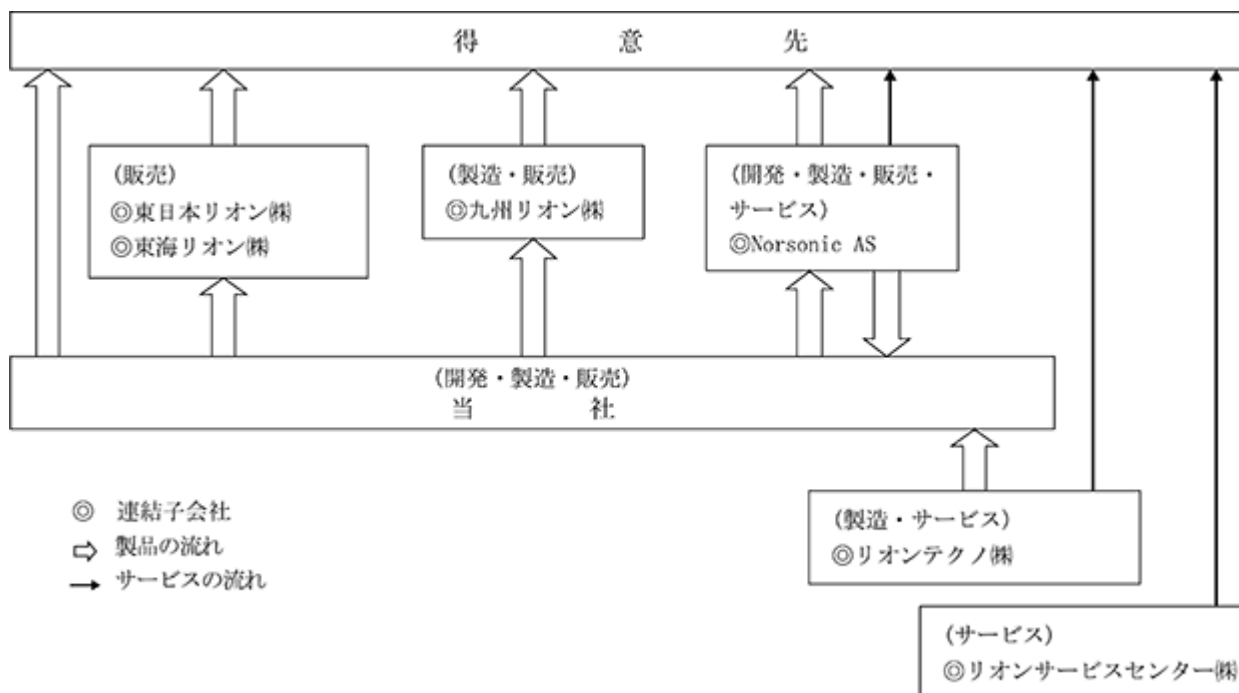 得意先
(販売)
◎東日本リオン㈱
◎東海リオン㈱
(製造・販売)
◎九州リオン㈱
(開発・製造・販売・
サービス)
◎Norsonic AS
(開発・製造・販売)
当社
(製造・サービス)
◎リオンテクノ㈱
(サービス)
◎リオンサービスセンター㈱
◎ 連結子会社
⇨ 製品の流れ
→ サービスの流れ